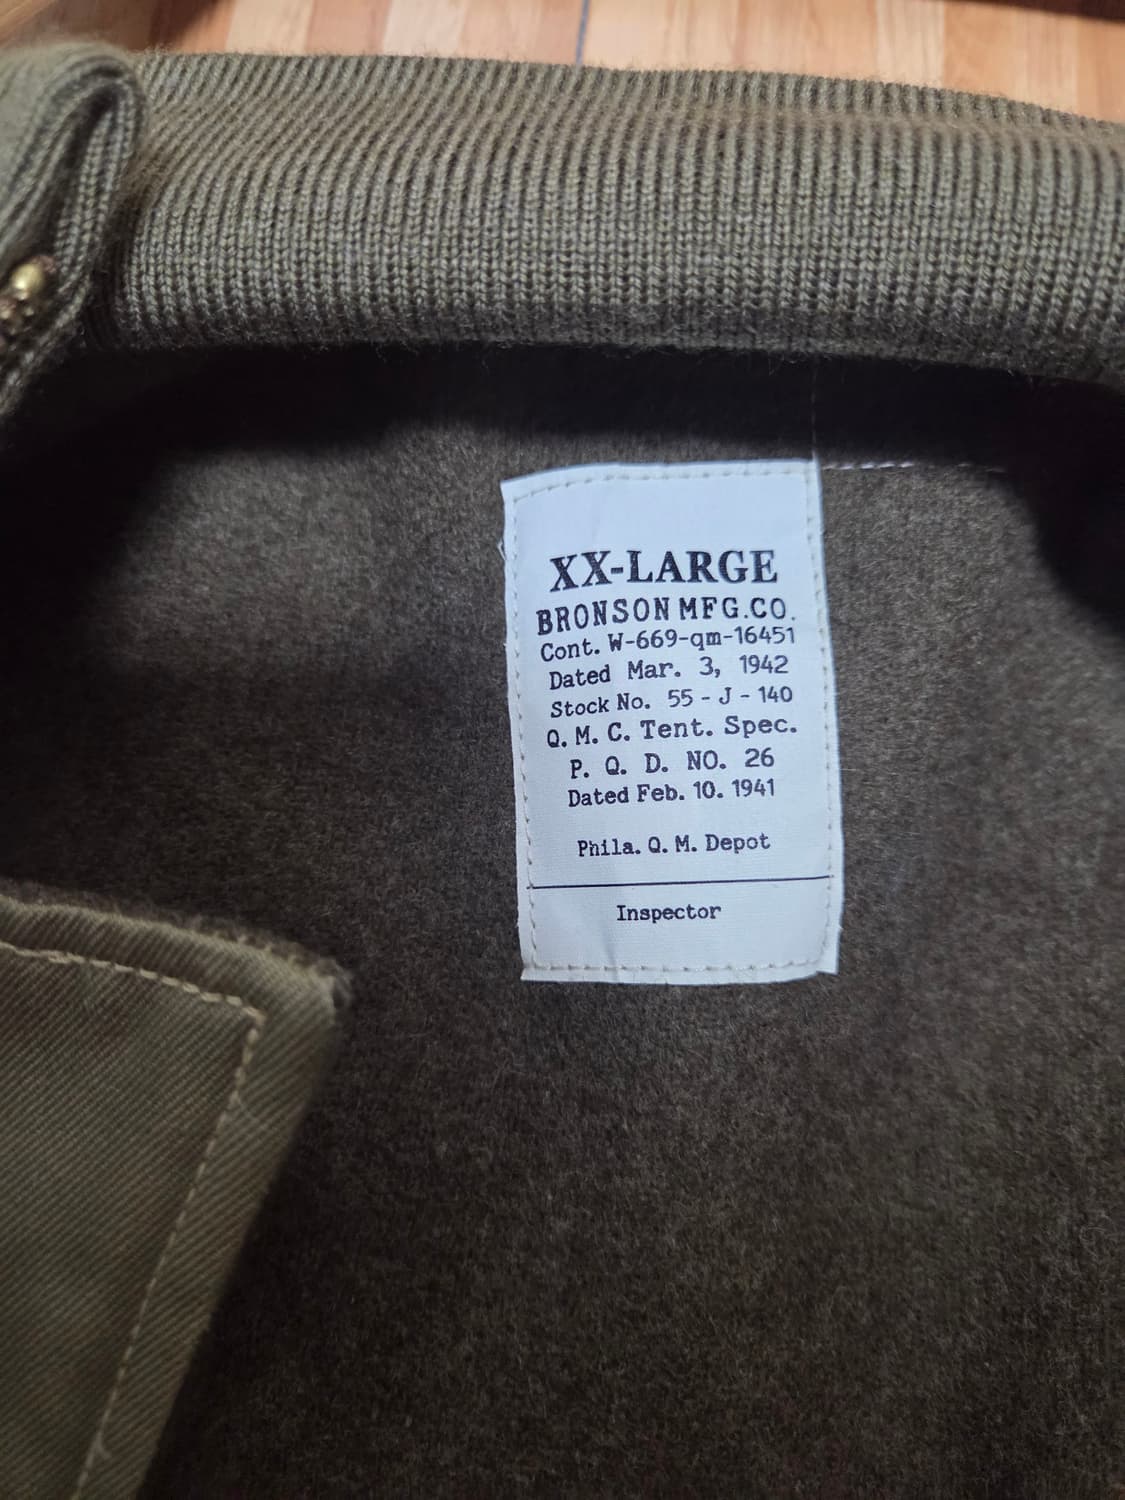 XX-LARGE
BRONSON MFG.CO.
Cont. W-669-qm-16451
Dated Mar. 3, 1942
Stock No. 55 - J - 140
Q. M. C. Tent. Spec.
P. Q. D. NO. 26
Dated Feb. 10. 1941
Phila. Q. M. Depot
Inspector